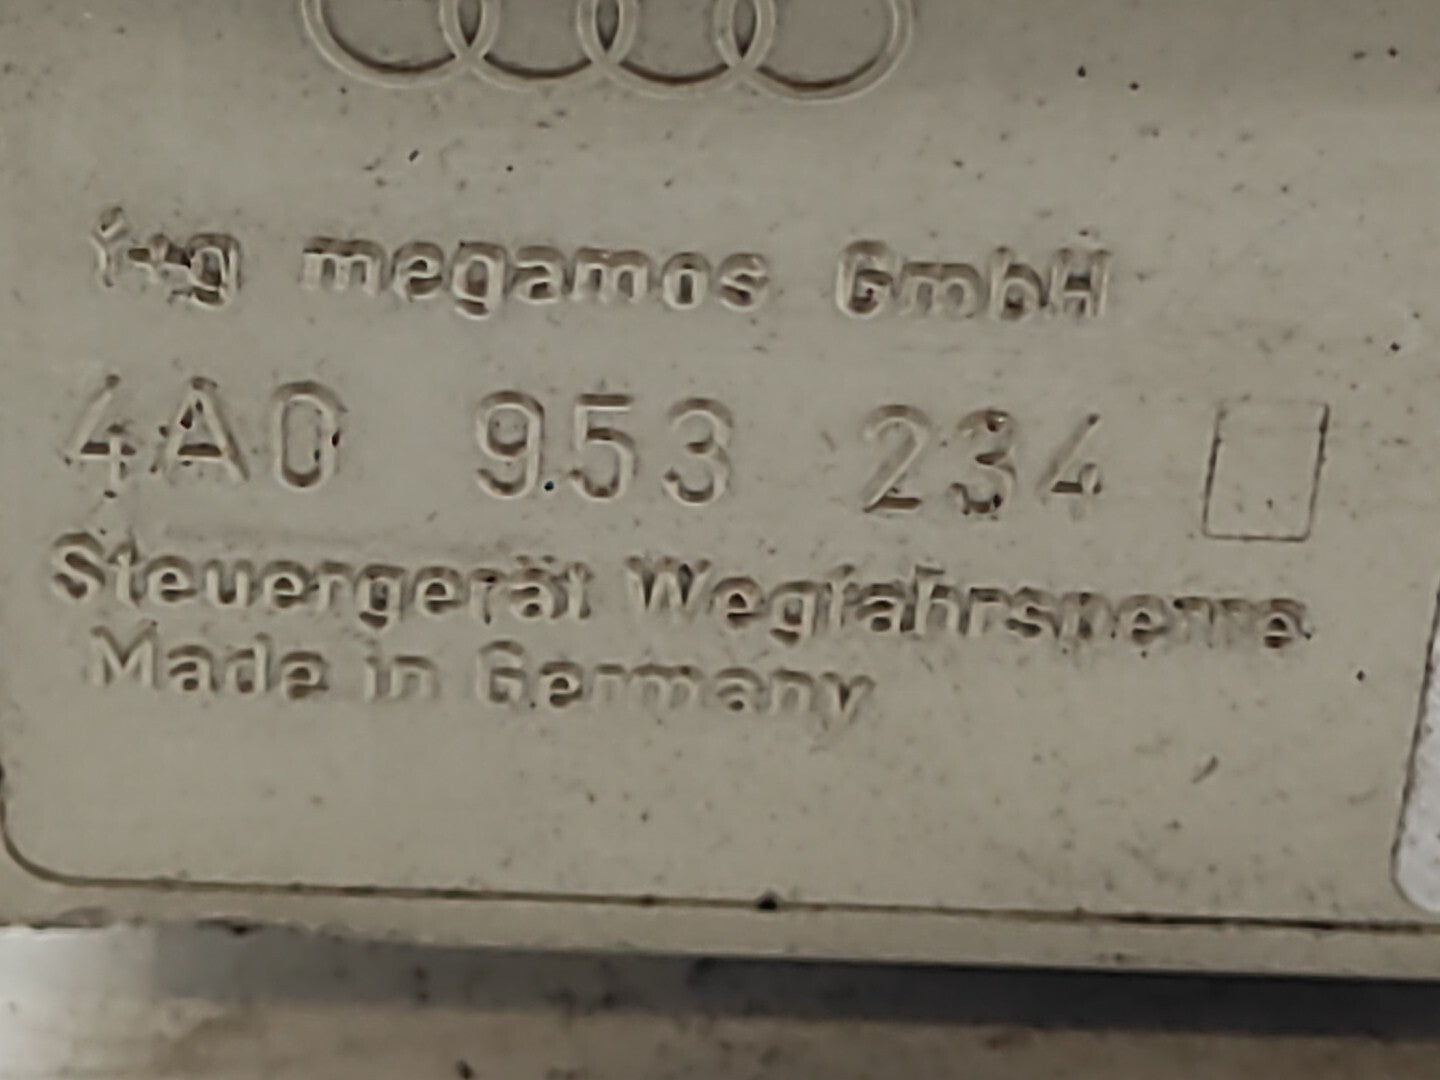 f+g megamos GmbH
4A0 953 234
Steuergerät Wegfahrsperre
Made in Germany